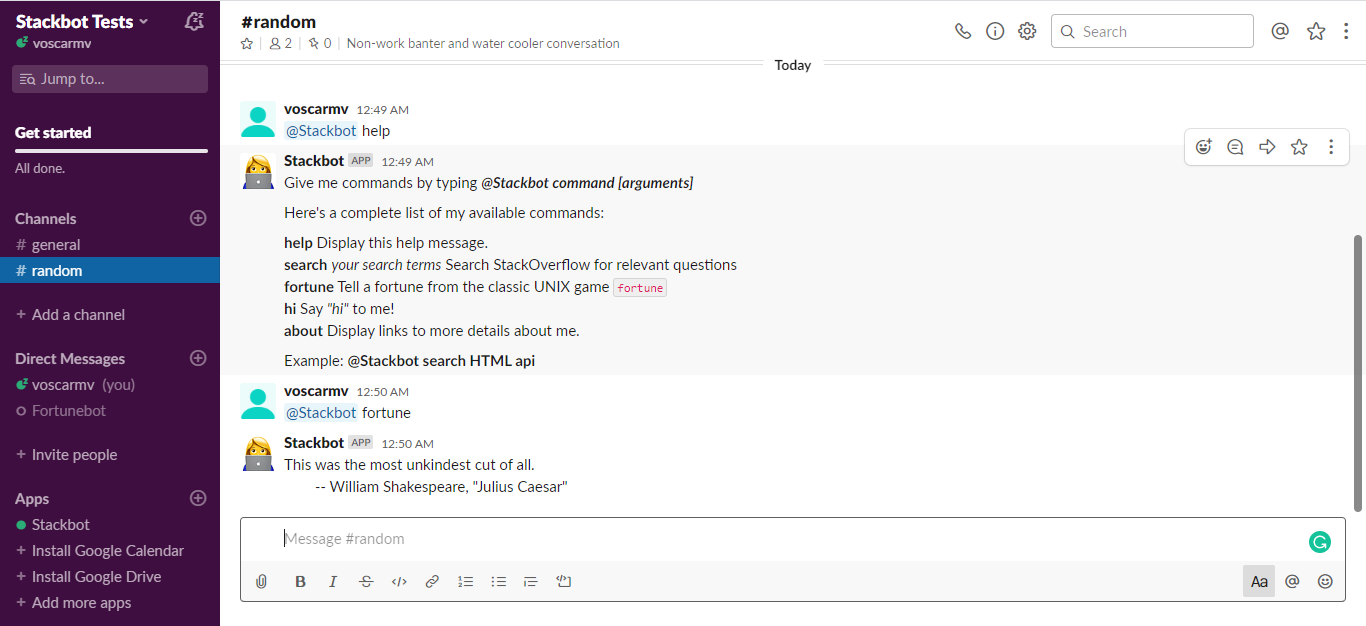 Stackbot Tests
voscarmv
Jump to...
Get started
All done.
Channels
# general
# random
+ Add a channel
Direct Messages
voscarmv (you)
Fortunebot
+ Invite people
Apps
Stackbot
+ Install Google Calendar
+ Install Google Drive
+ Add more apps
#random
2 | 0 | Non-work banter and water cooler conversation
Search
Today
voscarmv 12:49 AM
@Stackbot help
Stackbot APP 12:49 AM
Give me commands by typing @Stackbot command [arguments]
Here's a complete list of my available commands:
help Display this help message.
search your search terms Search StackOverflow for relevant questions
fortune Tell a fortune from the classic UNIX game fortune
hi Say "hi" to me!
about Display links to more details about me.
Example: @Stackbot search HTML api
voscarmv 12:50 AM
@Stackbot fortune
Stackbot APP 12:50 AM
This was the most unkindest cut of all.
-- William Shakespeare, "Julius Caesar"
Message #random
B I S Aa @